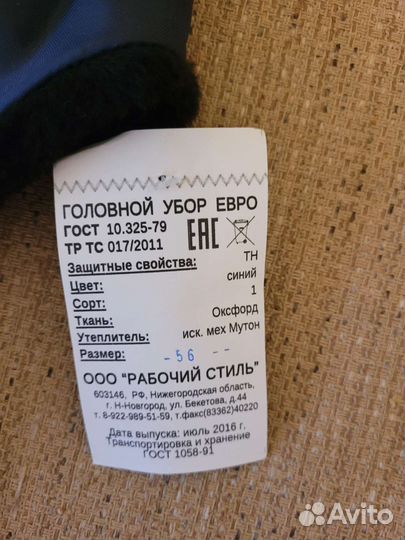 ГОЛОВНОЙ УБОР ЕВРО
ГОСТ 10.325-79
ТР ТС 017/2011
EAC
Защитные свойства: ТН
Цвет: синий
Сорт: 1
Ткань: Оксфорд
Утеплитель: иск. мех Мутон
Размер: -56 --
ООО "РАБОЧИЙ СТИЛЬ"
603146, РФ, Нижегородская область,
г. Н-Новгород, ул. Бекетова, д.44
т. 8-922-989-51-59, т.факс(83362)40220
Дата выпуска: июль 2016 г.
Транспортировка и хранение
ГОСТ 1058-91
Avito